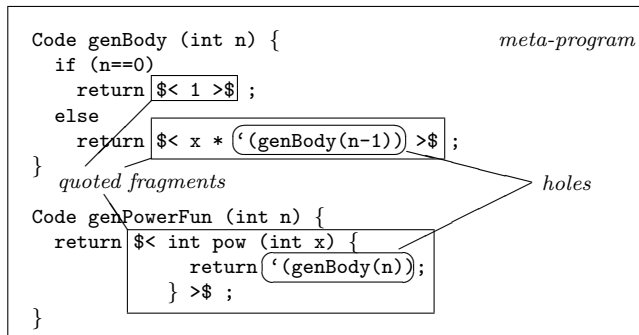 Code genBody (int n) { meta-program
if (n==0)
return $< 1 >$ ;
else
return $< x * ‘(genBody(n-1)) >$ ;
}
quoted fragments holes
Code genPowerFun (int n) {
return $< int pow (int x) {
return ‘(genBody(n));
} >$ ;
}